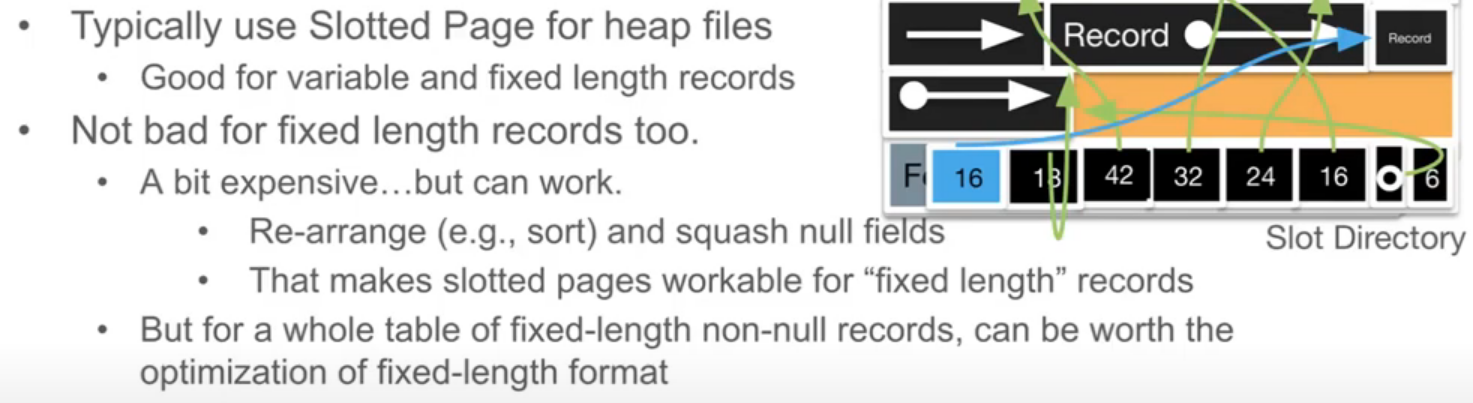 • Typically use Slotted Page for heap files
• Good for variable and fixed length records
• Not bad for fixed length records too.
• A bit expensive…but can work.
• Re-arrange (e.g., sort) and squash null fields
• That makes slotted pages workable for “fixed length” records
• But for a whole table of fixed-length non-null records, can be worth the
optimization of fixed-length format
Record
Record
16 18 42 32 24 16 6
Slot Directory